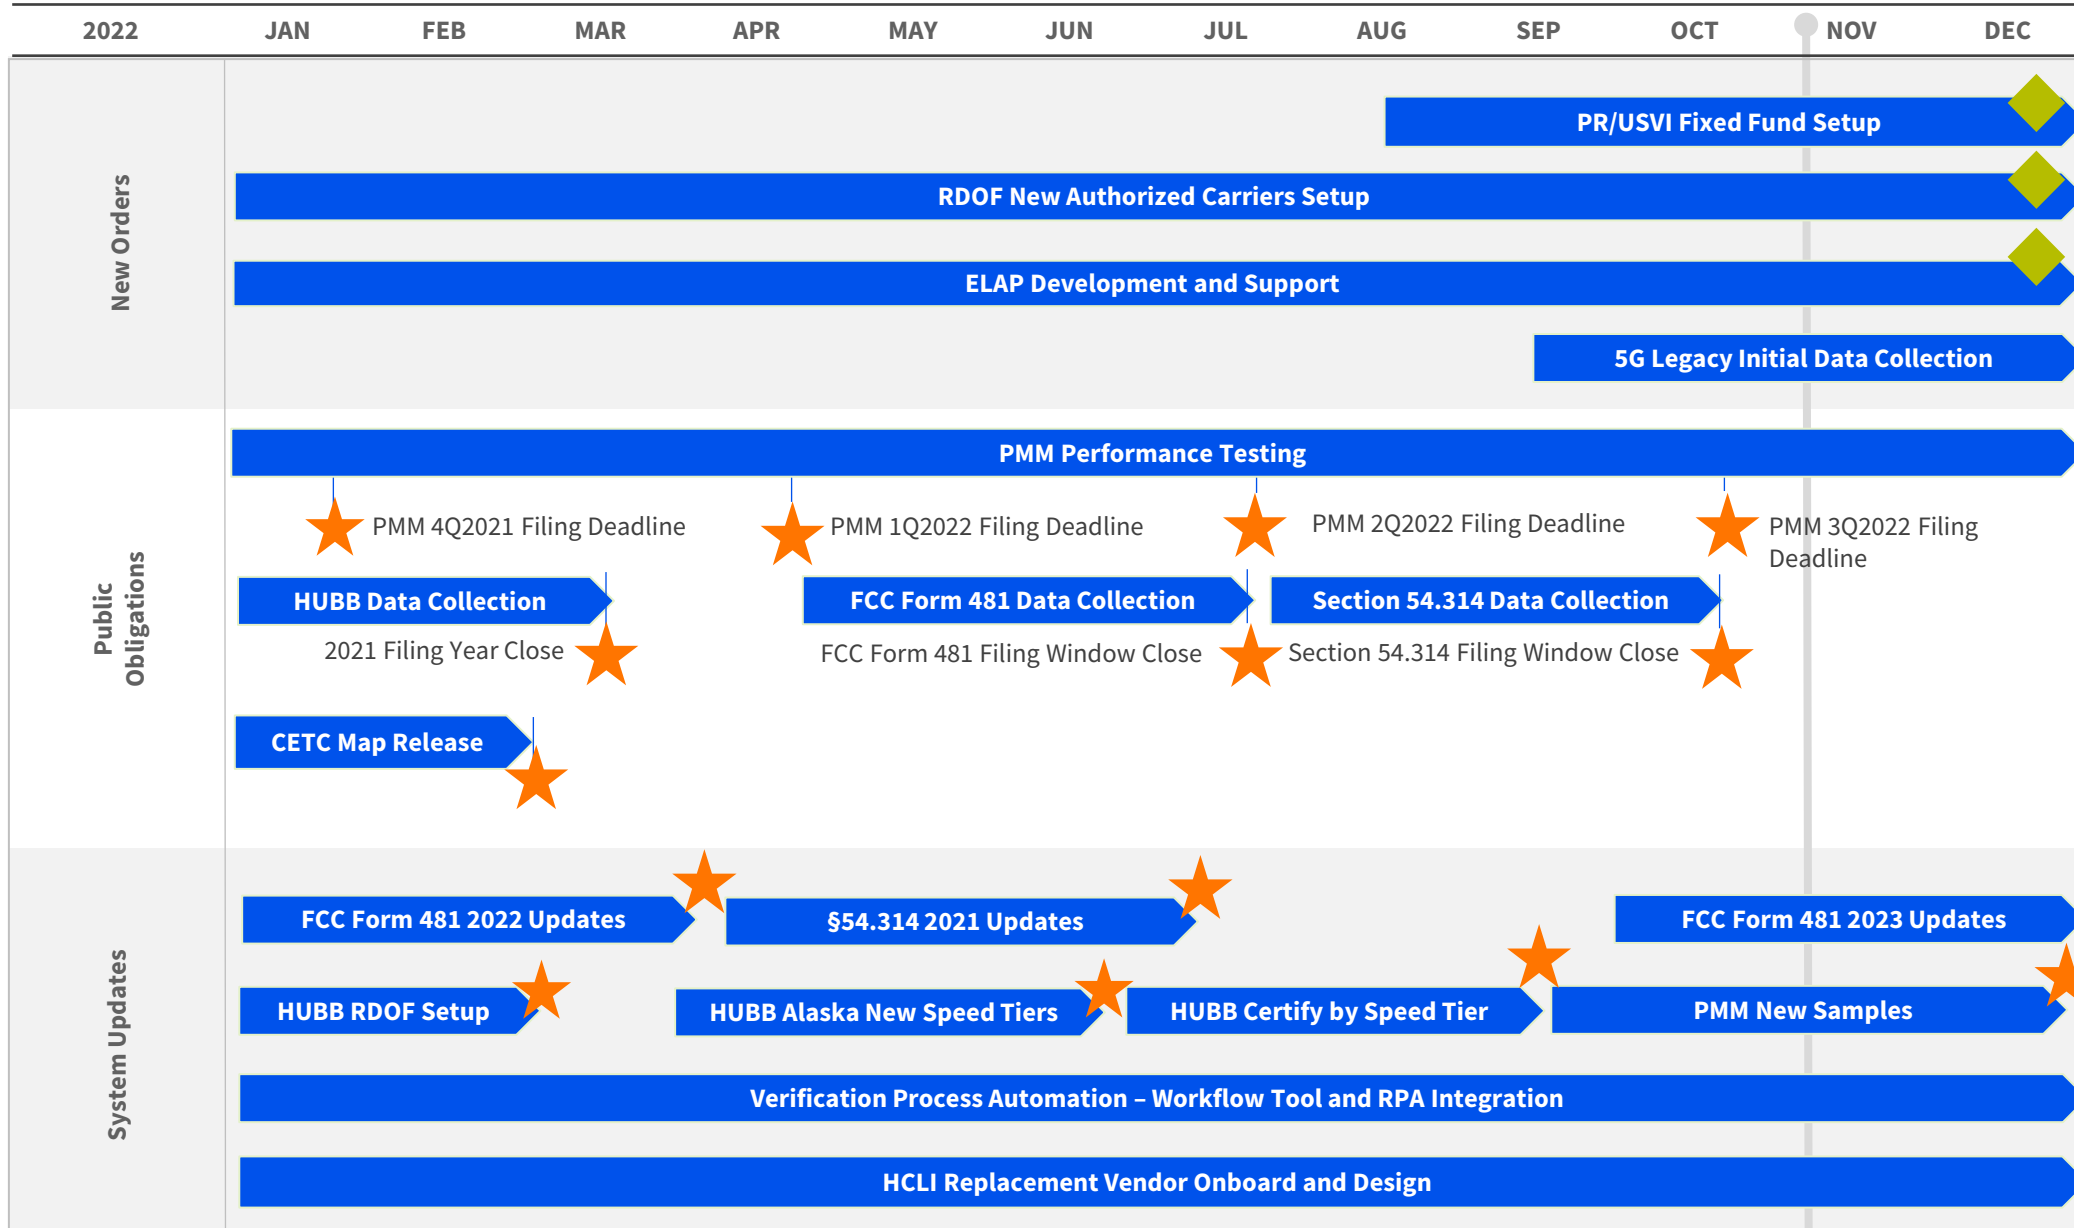 2022 JAN FEB MAR APR MAY JUN JUL AUG SEP OCT NOV DEC
New Orders
PR/USVI Fixed Fund Setup
RDOF New Authorized Carriers Setup
ELAP Development and Support
5G Legacy Initial Data Collection
Public
Obligations
PMM Performance Testing
PMM 4Q2021 Filing Deadline
PMM 1Q2022 Filing Deadline
PMM 2Q2022 Filing Deadline
PMM 3Q2022 Filing
Deadline
HUBB Data Collection
FCC Form 481 Data Collection
Section 54.314 Data Collection
2021 Filing Year Close
FCC Form 481 Filing Window Close
Section 54.314 Filing Window Close
CETC Map Release
System Updates
FCC Form 481 2022 Updates
§54.314 2021 Updates
FCC Form 481 2023 Updates
HUBB RDOF Setup
HUBB Alaska New Speed Tiers
HUBB Certify by Speed Tier
PMM New Samples
Verification Process Automation – Workflow Tool and RPA Integration
HCLI Replacement Vendor Onboard and Design